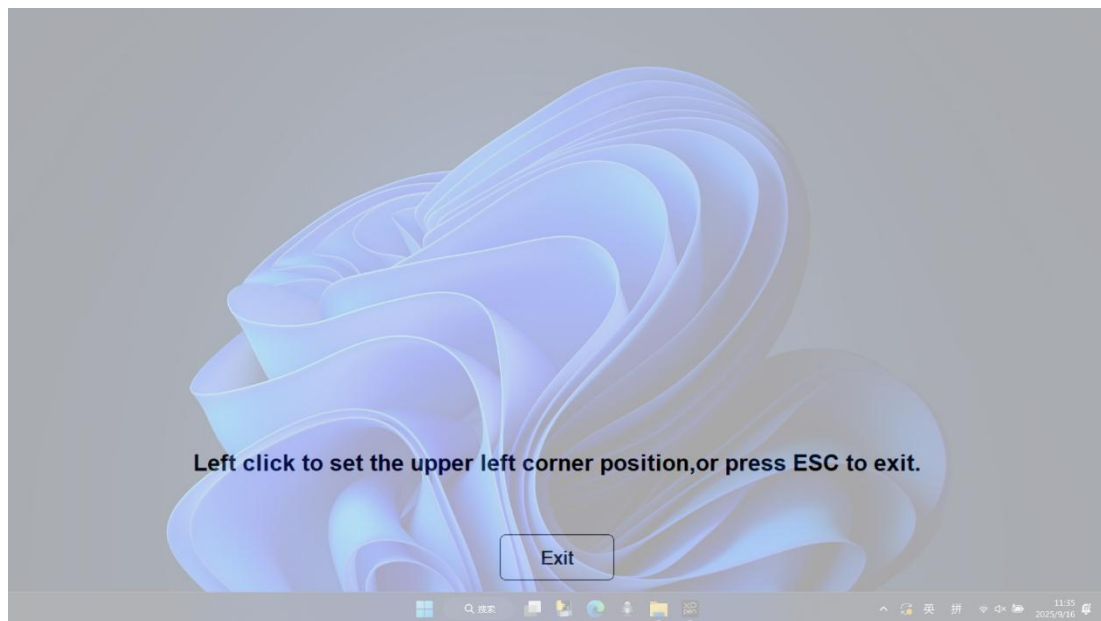 Left click to set the upper left corner position,or press ESC to exit.
Exit
搜索
英
拼
11:35
2025/9/16